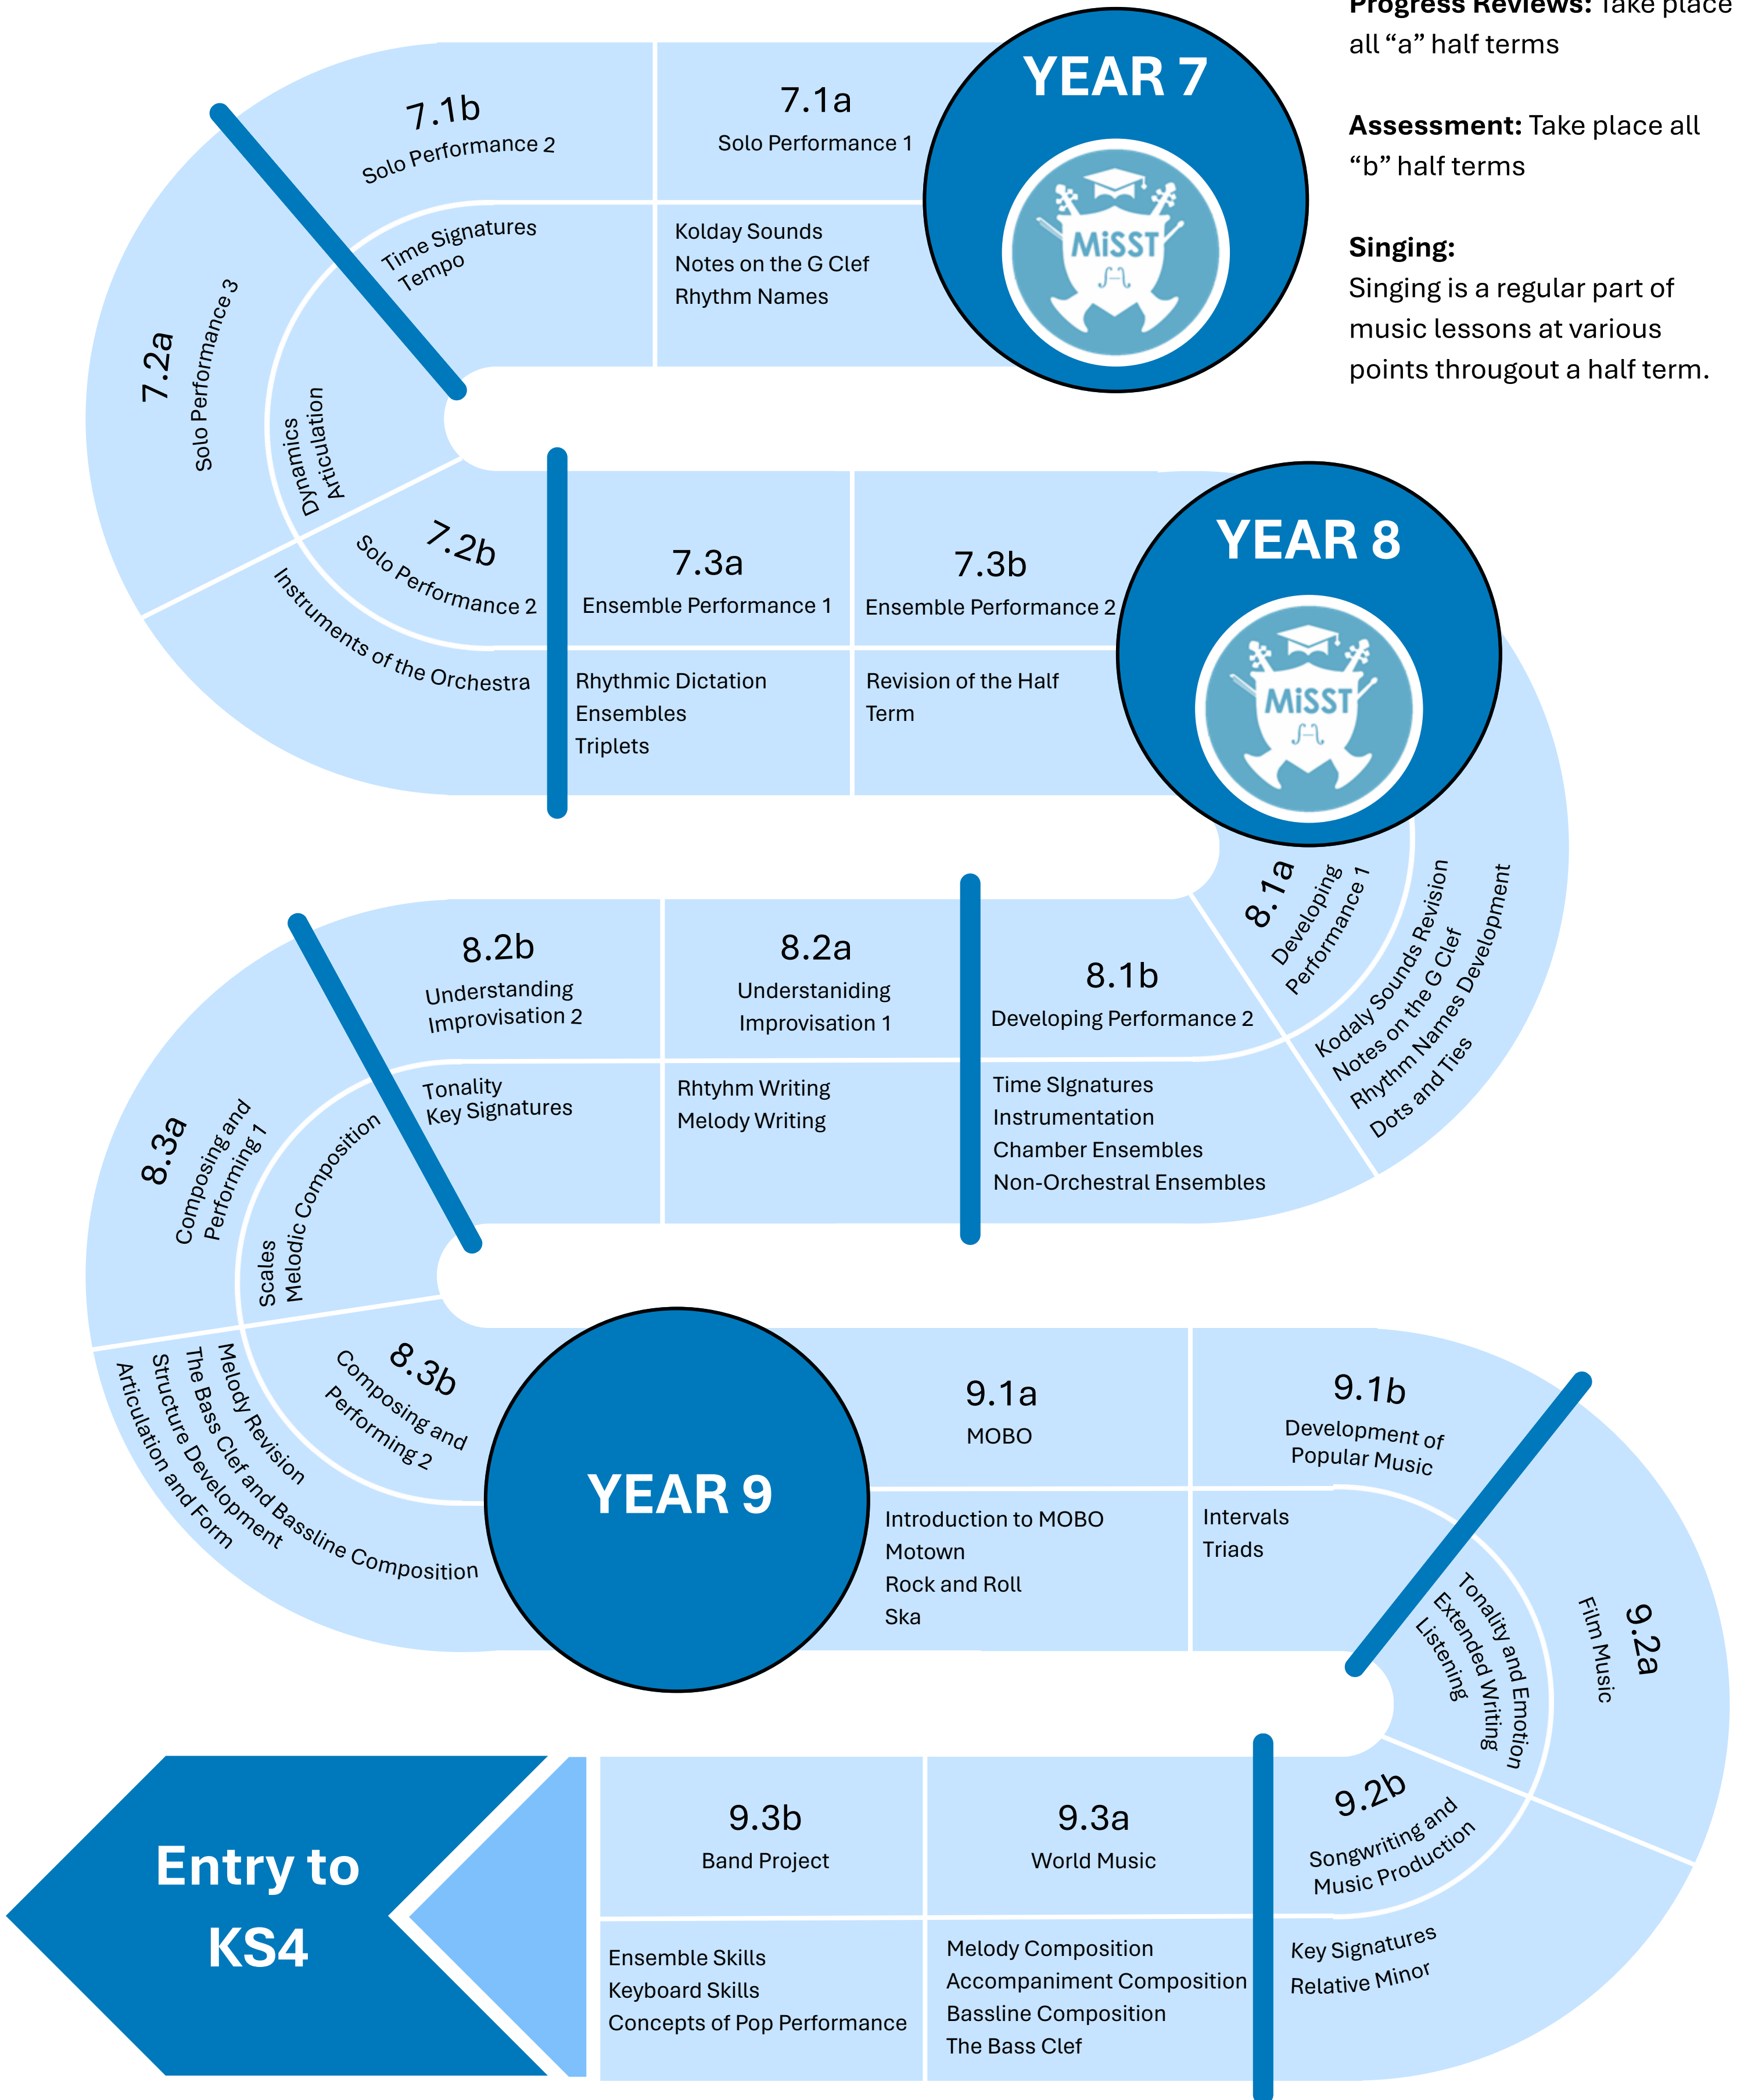 Progress Reviews: Take place
all “a” half terms
Assessment: Take place all
“b” half terms
Singing:
Singing is a regular part of
music lessons at various
points througout a half term.
YEAR 7
MiSST
7.1a
Solo Performance 1
Kolday Sounds
Notes on the G Clef
Rhythm Names
7.1b
Solo Performance 2
Time Signatures
Tempo
7.2a
Solo Performance 3
Dynamics
Articulation
7.2b
Solo Performance 2
Instruments of the Orchestra
7.3a
Ensemble Performance 1
Rhythmic Dictation
Ensembles
Triplets
7.3b
Ensemble Performance 2
Revision of the Half
Term
YEAR 8
MiSST
8.1a
Developing
Performance 1
Kodaly Sounds Revision
Notes on the G Clef
Rhythm Names Development
Dots and Ties
8.1b
Developing Performance 2
Time SIgnatures
Instrumentation
Chamber Ensembles
Non-Orchestral Ensembles
8.2a
Understaniding
Improvisation 1
Rhtyhm Writing
Melody Writing
8.2b
Understanding
Improvisation 2
Tonality
Key Signatures
8.3a
Composing and
Performing 1
Scales
Melodic Composition
8.3b
Composing and
Performing 2
Melody Revision
The Bass Clef and Bassline Composition
Structure Development
Articulation and Form
YEAR 9
9.1a
MOBO
Introduction to MOBO
Motown
Rock and Roll
Ska
9.1b
Development of
Popular Music
Intervals
Triads
9.2a
Film Music
Tonality and Emotion
Extended Writing
Listening
9.2b
Songwriting and
Music Production
Key Signatures
Relative Minor
9.3a
World Music
Melody Composition
Accompaniment Composition
Bassline Composition
The Bass Clef
9.3b
Band Project
Ensemble Skills
Keyboard Skills
Concepts of Pop Performance
Entry to
KS4